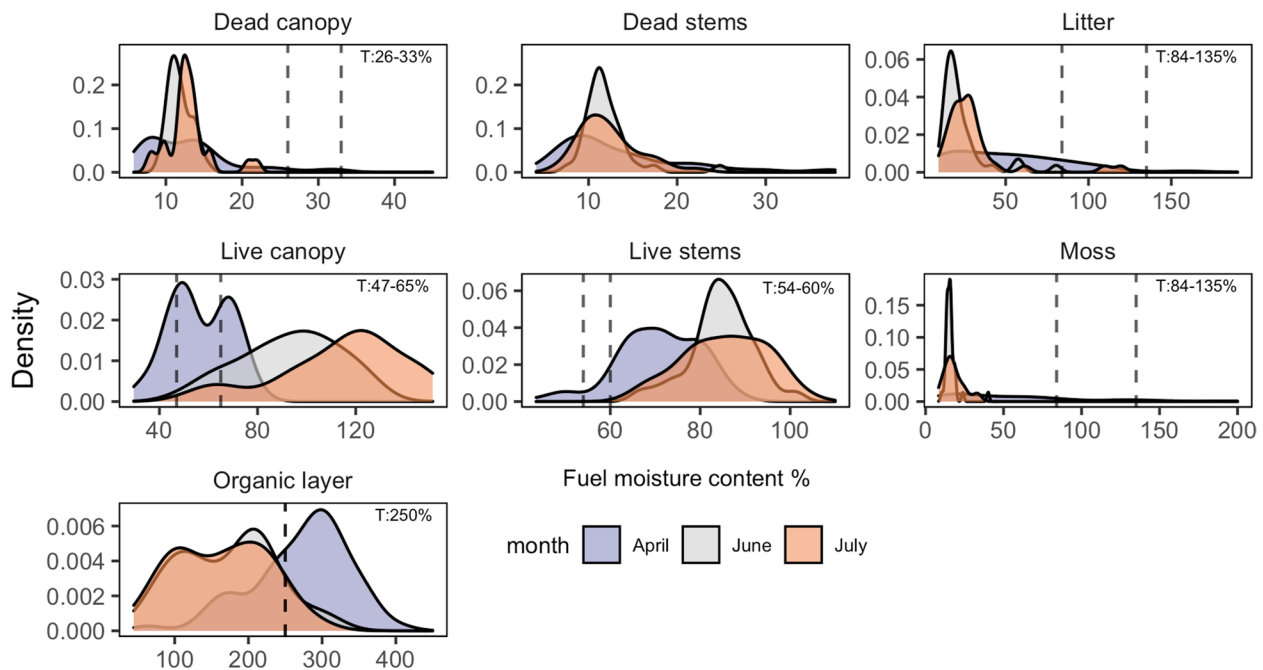 Dead canopy
Dead stems
Litter
T:26-33%
T:84-135%
0.2
0.1
0.0
0.2
0.1
0.0
0.06
0.04
0.02
0.00
10 20 30 40
10 20 30
50 100 150
Live canopy
Live stems
Moss
T:47-65%
T:54-60%
T:84-135%
Density
0.03
0.02
0.01
0.00
0.06
0.04
0.02
0.00
0.15
0.10
0.05
0.00
40 80 120
60 80 100
0 50 100 150 200
Organic layer
T:250%
0.006
0.004
0.002
0.000
100 200 300 400
Fuel moisture content %
month April June July